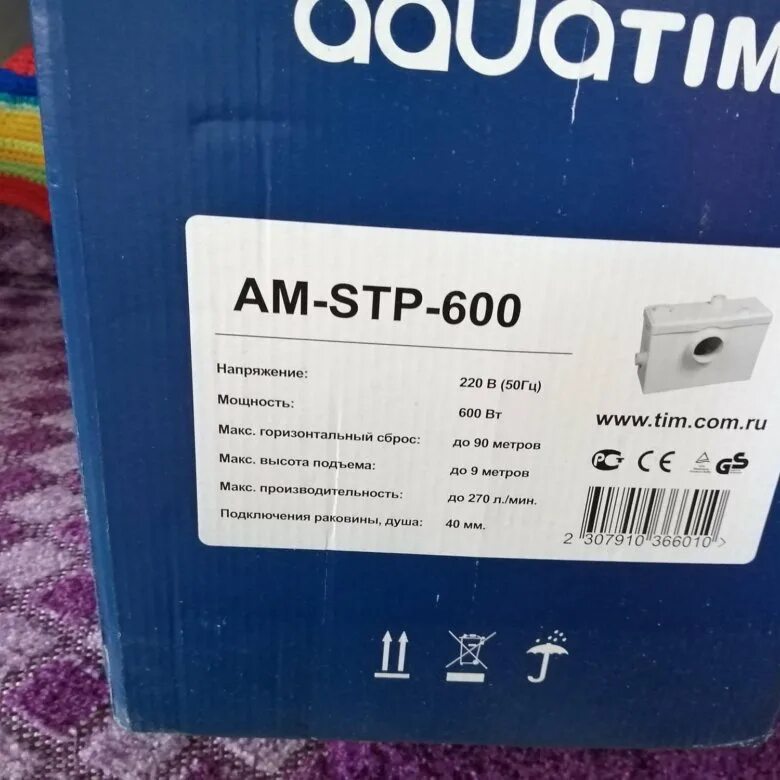 aquaTIM
AM-STP-600
Напряжение: 220 В (50Гц)
Мощность: 600 Вт
Макс. горизонтальный сброс: до 90 метров
Макс. высота подъема: до 9 метров
Макс. производительность: до 270 л./мин.
Подключения раковины, душа: 40 мм.
www.tim.com.ru
РСТ CE GS
2 307910 366010 >